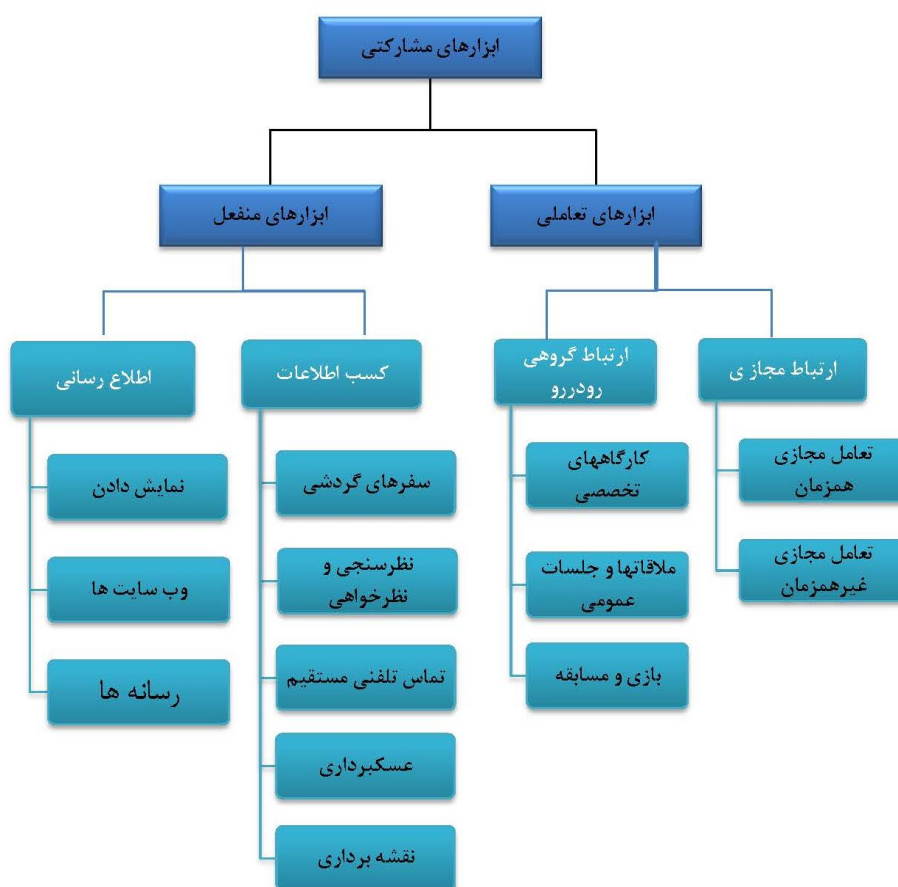 ابزارهای مشارکتی
ابزارهای تعاملی
ابزارهای منفعل
ارتباط مجازی
ارتباط گروهی
رودررو
کسب اطلاعات
اطلاع رسانی
تعامل مجازی
همزمان
تعامل مجازی
غیرهمزمان
کارگاههای
تخصصی
ملاقاتها و جلسات
عمومی
بازی و مسابقه
سفرهای گردشی
نظرسنجی و
نظرخواهی
تماس تلفنی مستقیم
عسکبرداری
نقشه برداری
نمایش دادن
وب سایت ها
رسانه ها